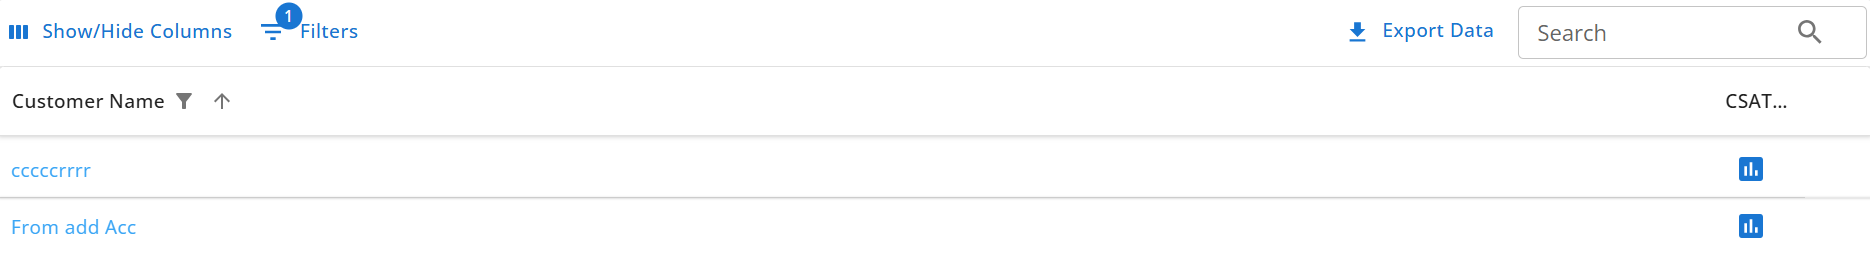 Show/Hide Columns 1 Filters Export Data Search
Customer Name CSAT...
cccccrrrr
From add Acc